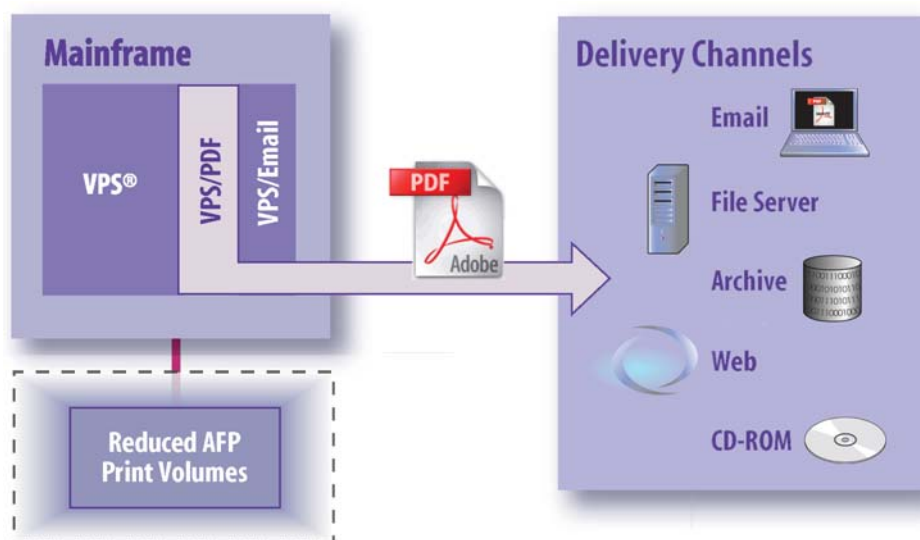 Mainframe
VPS®
VPS/PDF
VPS/Email
Reduced AFP
Print Volumes
PDF
Adobe
Delivery Channels
Email
PDF
File Server
Archive
Web
CD-ROM